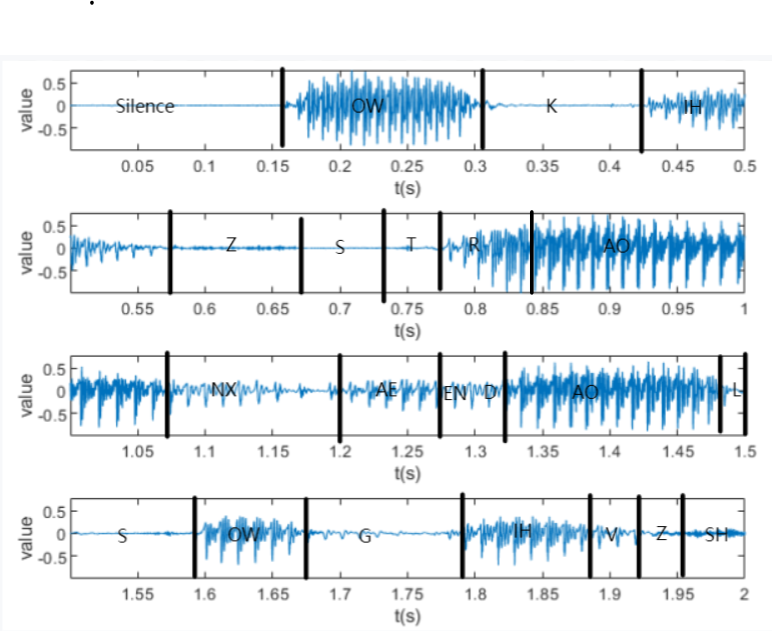 value
0.5
0
-0.5
Silence OW K IH
0.05 0.1 0.15 0.2 0.25 0.3 0.35 0.4 0.45 0.5
t(s)
value
0.5
0
-0.5
Z S T R AO
0.55 0.6 0.65 0.7 0.75 0.8 0.85 0.9 0.95 1
t(s)
value
0.5
0
-0.5
NX AE EN D AO L
1.05 1.1 1.15 1.2 1.25 1.3 1.35 1.4 1.45 1.5
t(s)
value
0.5
0
-0.5
S OW G IH V Z SH
1.55 1.6 1.65 1.7 1.75 1.8 1.85 1.9 1.95 2
t(s)